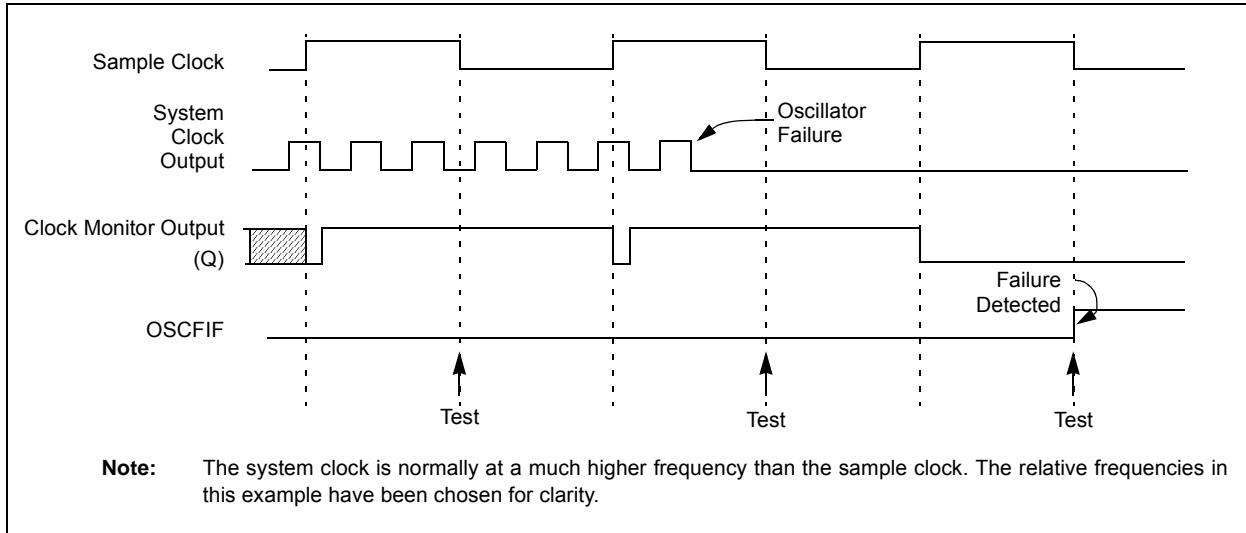 Sample Clock
System
Clock
Output
Oscillator
Failure
Clock Monitor Output
(Q)
Failure
Detected
OSCFIF
Test
Test
Test
Note: The system clock is normally at a much higher frequency than the sample clock. The relative frequencies in
this example have been chosen for clarity.